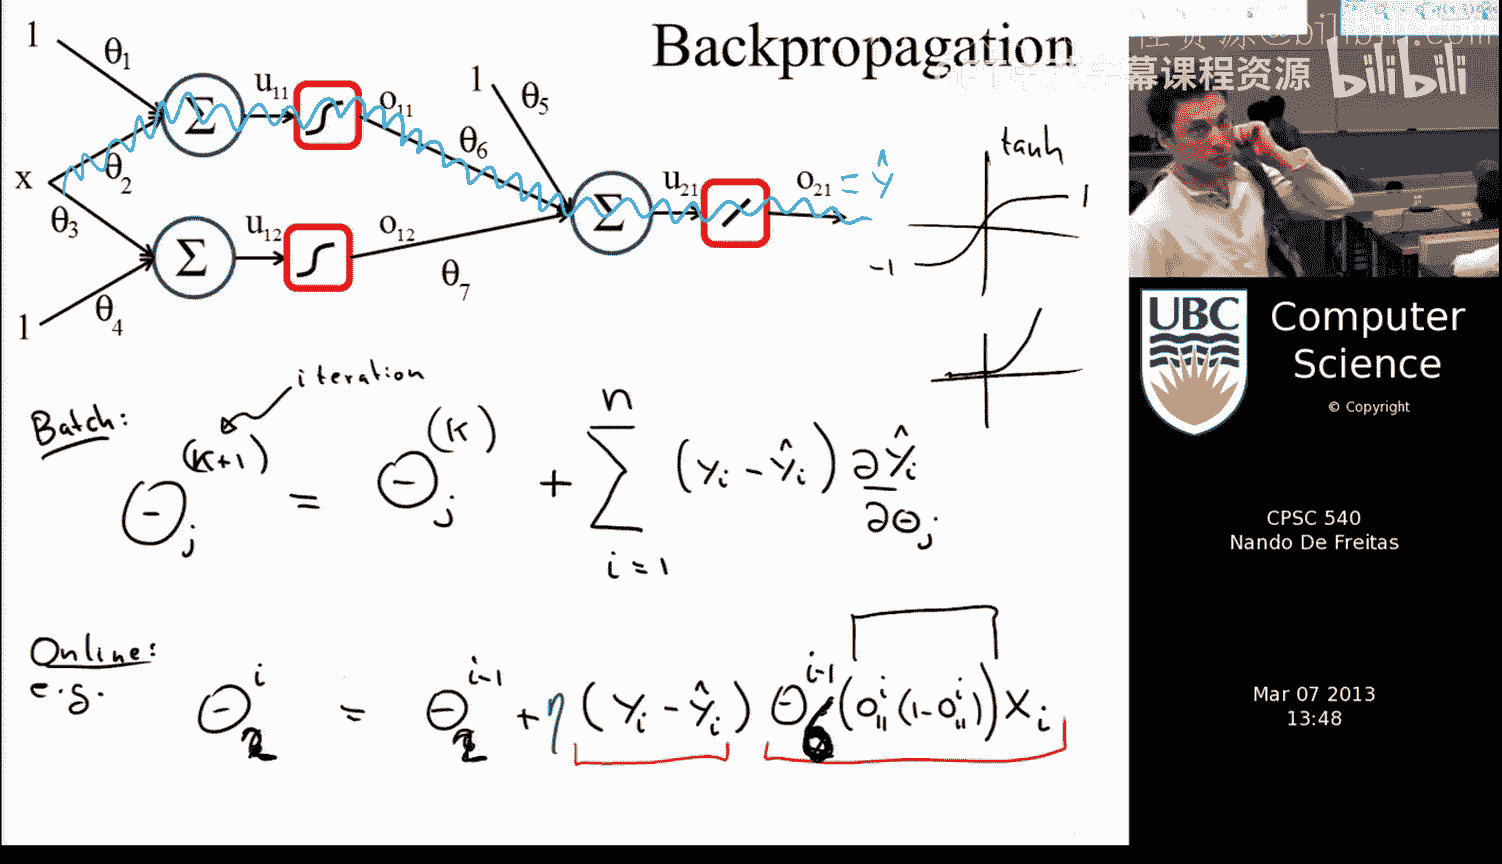 Backpropagation
1
θ₁
x
θ₂
θ₃
1
θ₄
u₁₁
o₁₁
u₁₂
o₁₂
1
θ₅
θ₆
θ₇
u₂₁
o₂₁ = ŷ
tanh
1
-1
iteration
Batch:
Θⱼ⁽ᴷ⁺¹⁾ = Θⱼ⁽ᴷ⁾ + Σᵢ₌₁ⁿ (yᵢ - ŷᵢ) ∂ŷᵢ/∂θⱼ
Online:
e.g.
Θ₂ⁱ = Θ₂ⁱ⁻¹ + η (yᵢ - ŷᵢ) Θ₆ⁱ⁻¹ (o₁₁ⁱ (1-o₁₁ⁱ)) xᵢ
幕课程资源
bilibili
UBC
Computer
Science
© Copyright
CPSC 540
Nando De Freitas
Mar 07 2013
13:48